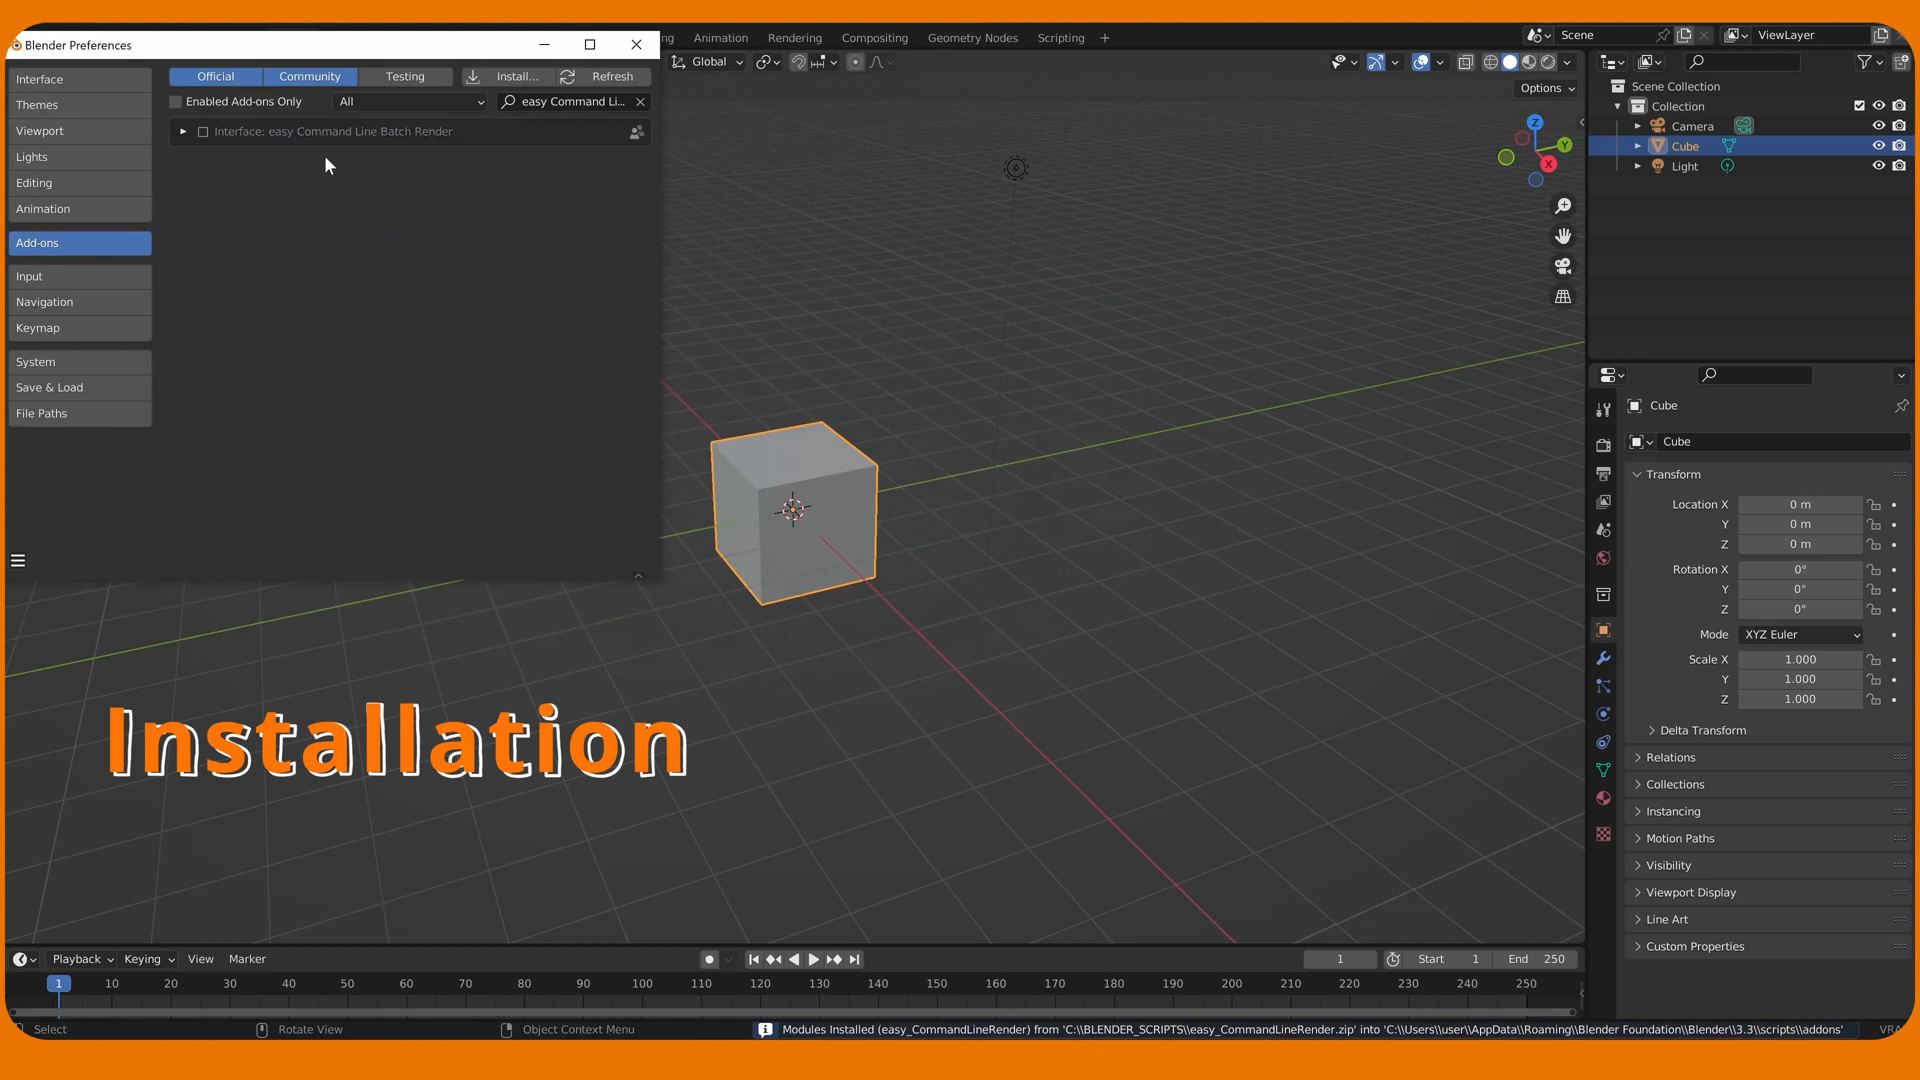 Blender Preferences
Interface
Themes
Viewport
Lights
Editing
Animation
Add-ons
Input
Navigation
Keymap
System
Save & Load
File Paths
Official Community Testing Install... Refresh
Enabled Add-ons Only All easy Command Li...
Interface: easy Command Line Batch Render
Animation Rendering Compositing Geometry Nodes Scripting
Global
Options
Z
Y
X
Installation
Scene ViewLayer
Scene Collection
Collection
Camera
Cube
Light
Cube
Cube
Transform
Location X 0 m
Y 0 m
Z 0 m
Rotation X 0°
Y 0°
Z 0°
Mode XYZ Euler
Scale X 1.000
Y 1.000
Z 1.000
Delta Transform
Relations
Collections
Instancing
Motion Paths
Visibility
Viewport Display
Line Art
Custom Properties
Playback Keying View Marker 1 Start 1 End 250
1 10 20 30 40 50 60 70 80 90 100 110 120 130 140 150 160 170 180 190 200 210 220 230 240 250
Select Rotate View Object Context Menu Modules Installed (easy_CommandLineRender) from 'C:\\BLENDER_SCRIPTS\\easy_CommandLineRender.zip' into 'C:\\Users\\user\\AppData\\Roaming\\Blender Foundation\\Blender\\3.3\\scripts\\addons'